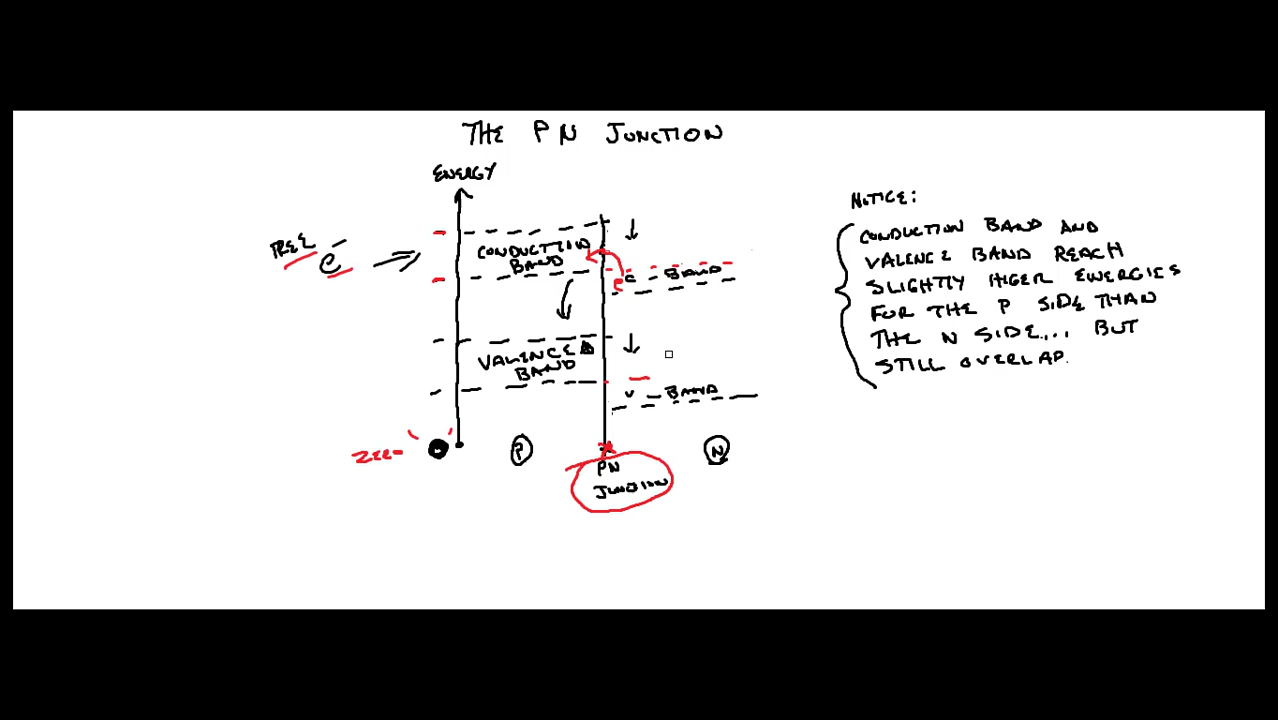 THE PN JUNCTION
ENERGY
FREE
e⁻
CONDUCTION
BAND
C - BAND
e
VALENCE
BAND
V - BAND
ZERO
P
N
PN
JUNCTION
NOTICE:
CONDUCTION BAND AND
VALENCE BAND REACH
SLIGHTLY HIGER ENERGIES
FOR THE P SIDE THAN
THE N SIDE... BUT
STILL OVERLAP.